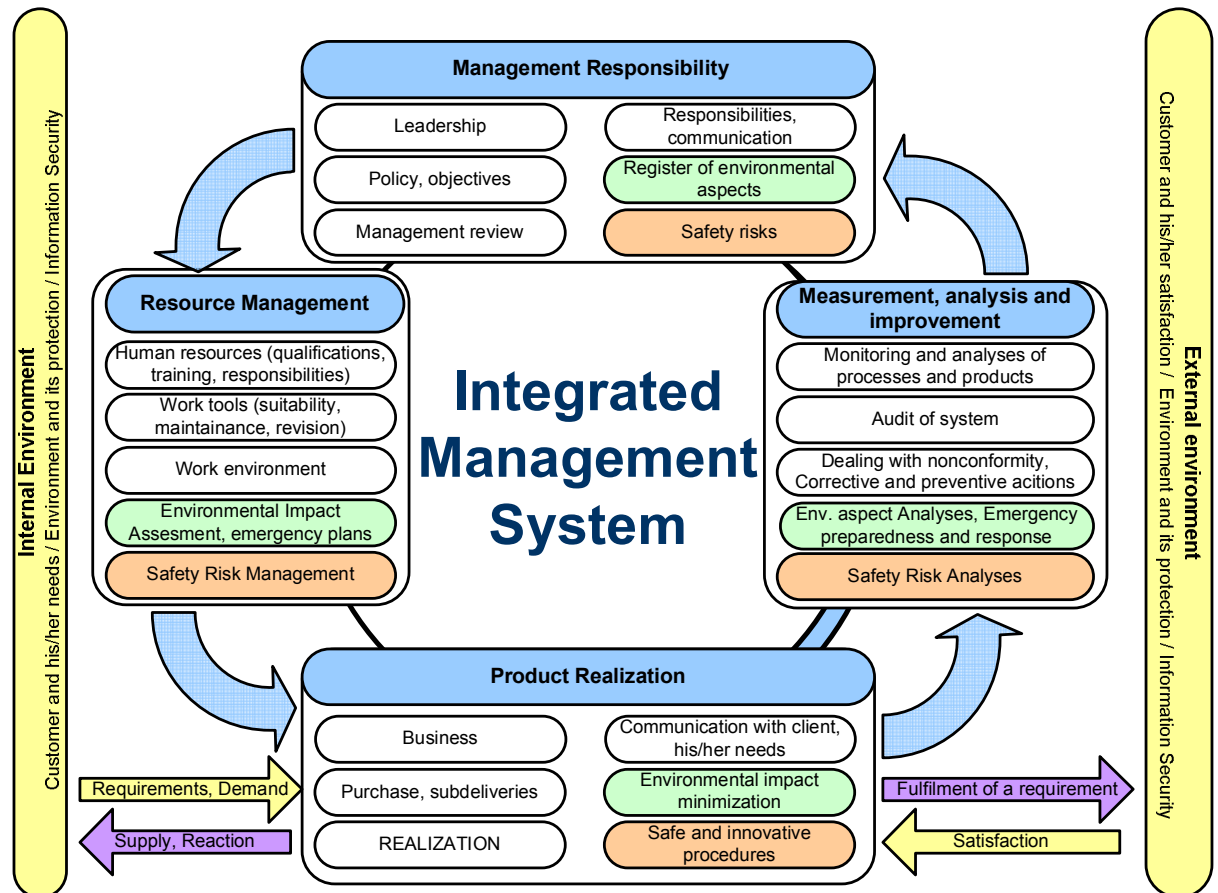 Internal Environment
Customer and his/her needs / Environment and its protection / Information Security
Management Responsibility
Leadership
Policy, objectives
Management review
Responsibilities,
communication
Register of environmental
aspects
Safety risks
Resource Management
Human resources (qualifications,
training, responsibilities)
Work tools (suitability,
maintainance, revision)
Work environment
Environmental Impact
Assesment, emergency plans
Safety Risk Management
Integrated
Management
System
Measurement, analysis and
improvement
Monitoring and analyses of
processes and products
Audit of system
Dealing with nonconformity,
Corrective and preventive acitions
Env. aspect Analyses, Emergency
preparedness and response
Safety Risk Analyses
Product Realization
Business
Purchase, subdeliveries
REALIZATION
Communication with client,
his/her needs
Environmental impact
minimization
Safe and innovative
procedures
Requirements, Demand
Supply, Reaction
Fulfilment of a requirement
Satisfaction
External environment
Customer and his/her satisfaction / Environment and its protection / Information Security